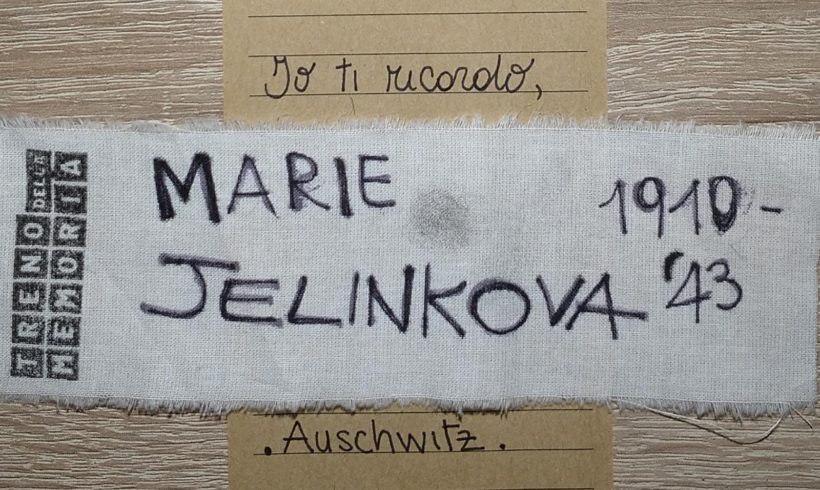 Io ti ricordo,
TRENO DELLA
MEMORIA
MARIE 1910-
JELINKOVA '43
. Auschwitz .